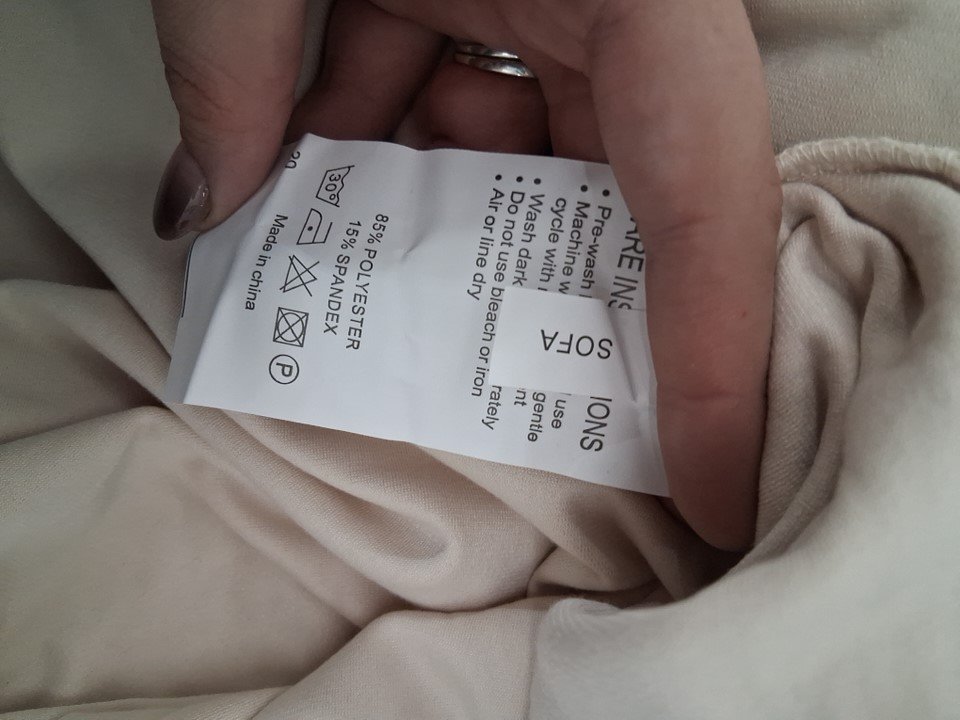 ARE INS IONS
• Pre-wash use
• Machine w gentle
cycle with nt
• Wash dark rately
• Do not use bleach or iron
• Air or line dry
SOFA
85% POLYESTER
15% SPANDEX
30°
P
Made in china